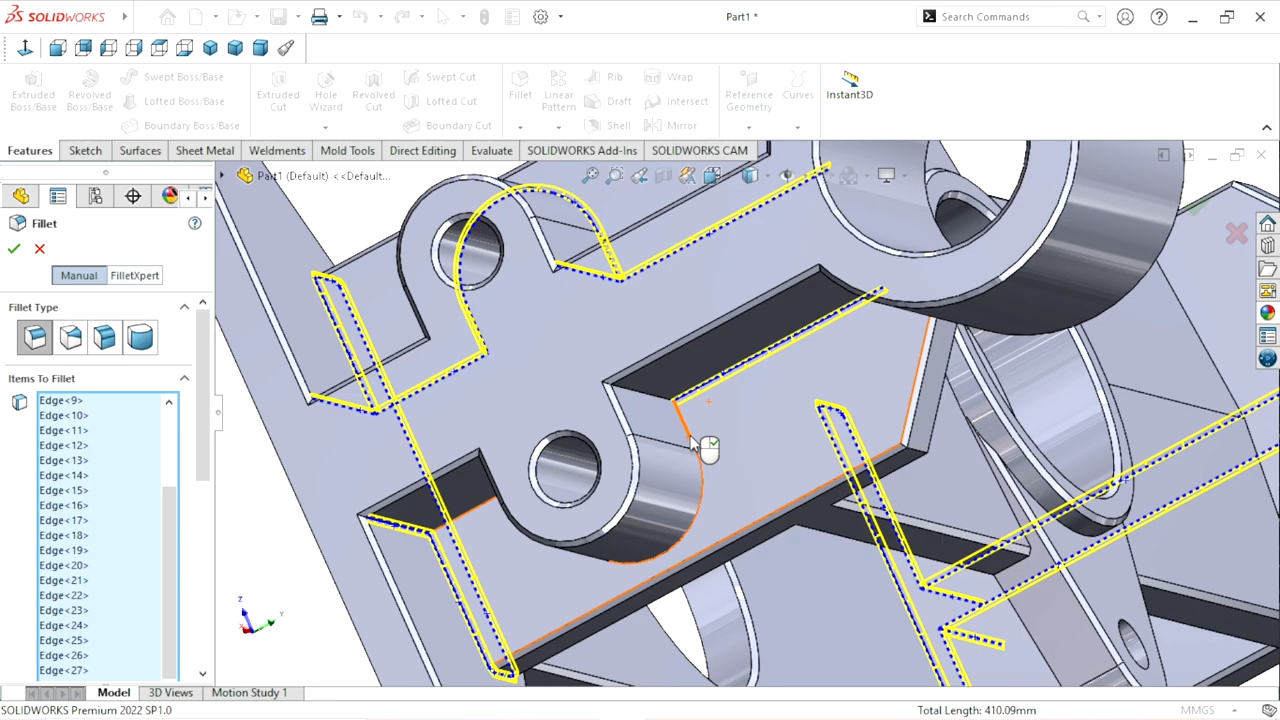 SOLIDWORKS
Part1 *
Search Commands
Extruded Boss/Base
Revolved Boss/Base
Swept Boss/Base
Lofted Boss/Base
Boundary Boss/Base
Extruded Cut
Hole Wizard
Revolved Cut
Swept Cut
Lofted Cut
Boundary Cut
Fillet
Linear Pattern
Rib
Draft
Shell
Wrap
Intersect
Mirror
Reference Geometry
Curves
Instant3D
Features
Sketch
Surfaces
Sheet Metal
Weldments
Mold Tools
Direct Editing
Evaluate
SOLIDWORKS Add-Ins
SOLIDWORKS CAM
Part1 (Default) <<Default...
Fillet
Manual
FilletXpert
Fillet Type
Items To Fillet
Edge<9>
Edge<10>
Edge<11>
Edge<12>
Edge<13>
Edge<14>
Edge<15>
Edge<16>
Edge<17>
Edge<18>
Edge<19>
Edge<20>
Edge<21>
Edge<22>
Edge<23>
Edge<24>
Edge<25>
Edge<26>
Edge<27>
Z
Y
X
Model
3D Views
Motion Study 1
SOLIDWORKS Premium 2022 SP1.0
Total Length: 410.09mm
MMGS